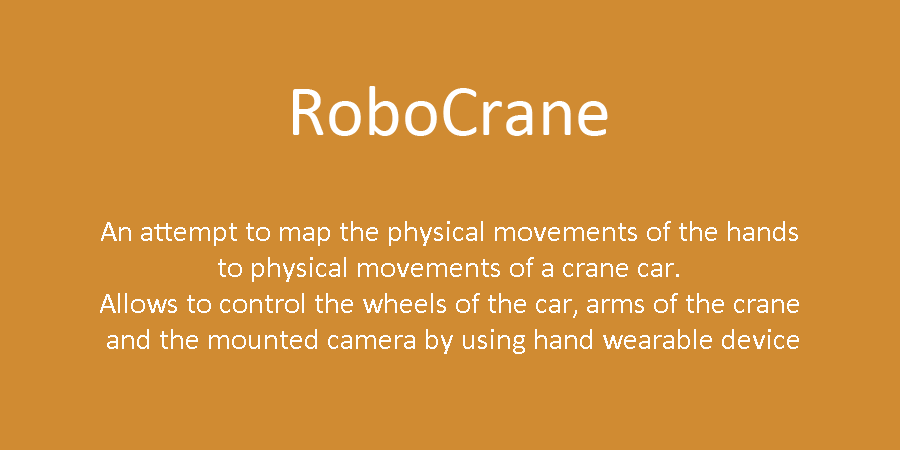 RoboCrane
An attempt to map the physical movements of the hands
to physical movements of a crane car.
Allows to control the wheels of the car, arms of the crane
and the mounted camera by using hand wearable device